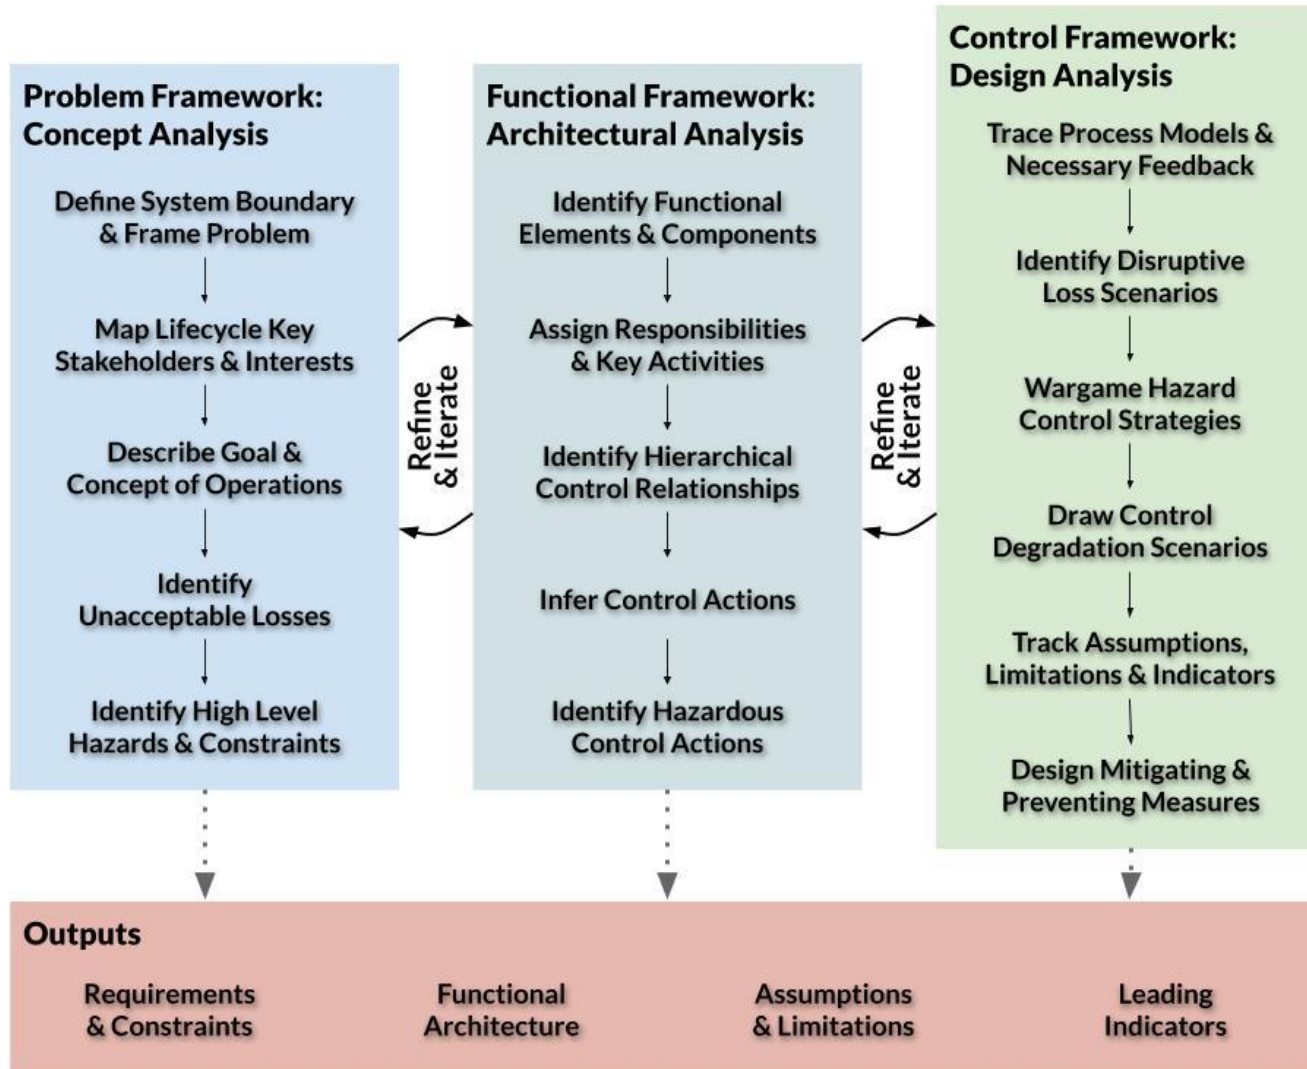 Problem Framework:
Concept Analysis
Define System Boundary
& Frame Problem
Map Lifecycle Key
Stakeholders & Interests
Describe Goal &
Concept of Operations
Identify
Unacceptable Losses
Identify High Level
Hazards & Constraints
Refine
& Iterate
Functional Framework:
Architectural Analysis
Identify Functional
Elements & Components
Assign Responsibilities
& Key Activities
Identify Hierarchical
Control Relationships
Infer Control Actions
Identify Hazardous
Control Actions
Refine
& Iterate
Control Framework:
Design Analysis
Trace Process Models &
Necessary Feedback
Identify Disruptive
Loss Scenarios
Wargame Hazard
Control Strategies
Draw Control
Degradation Scenarios
Track Assumptions,
Limitations & Indicators
Design Mitigating &
Preventing Measures
Outputs
Requirements
& Constraints
Functional
Architecture
Assumptions
& Limitations
Leading
Indicators